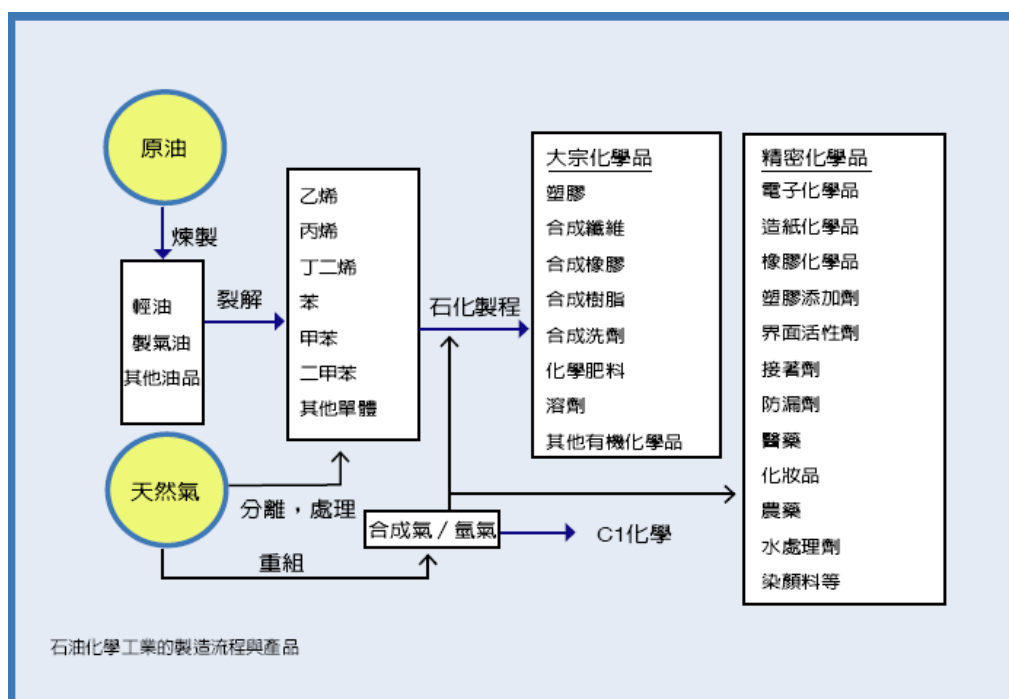 原油
煉製
輕油
製氣油
其他油品
裂解
乙烯
丙烯
丁二烯
苯
甲苯
二甲苯
其他單體
石化製程
大宗化學品
塑膠
合成纖維
合成橡膠
合成樹脂
合成洗劑
化學肥料
溶劑
其他有機化學品
精密化學品
電子化學品
造紙化學品
橡膠化學品
塑膠添加劑
界面活性劑
接著劑
防漏劑
醫藥
化妝品
農藥
水處理劑
染顏料等
天然氣
分離，處理
重組
合成氣 / 氫氣
C1化學
石油化學工業的製造流程與產品